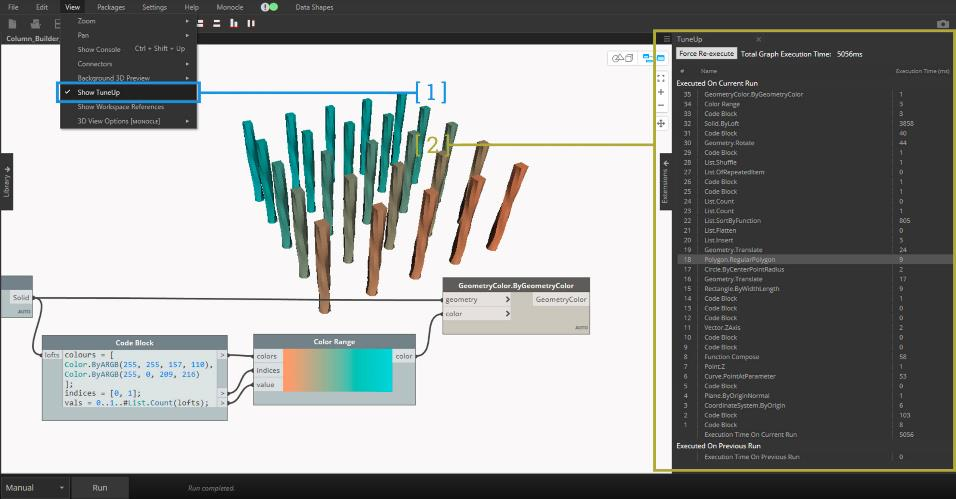 File Edit View Packages Settings Help Monocle Data Shapes
Zoom
Pan
Show Console Ctrl + Shift + Up
Connectors
Background 3D Preview
Show TuneUp
Show Workspace References
3D View Options [MONOCLE]
Column_Builder_
[ 1 ]
[ 2 ]
Library
Extensions
TuneUp
Force Re-execute Total Graph Execution Time: 5056ms
# Name Execution Time (ms)
Executed On Current Run
35 GeometryColor.ByGeometryColor 1
34 Color Range 3
33 Code Block 3
32 Solid.ByLoft 3858
31 Code Block 40
30 Geometry.Rotate 44
29 Code Block 1
28 List.Shuffle 1
27 List.OfRepeatedItem 0
26 Code Block 1
25 Code Block 1
24 List.Count 0
23 List.Count 1
22 List.SortByFunction 805
21 List.Flatten 0
20 List.Insert 3
19 Geometry.Translate 24
18 Polygon.RegularPolygon 9
17 Circle.ByCenterPointRadius 2
16 Geometry.Translate 17
15 Rectangle.ByWidthLength 9
14 Code Block 1
13 Code Block 0
12 Code Block 0
11 Vector.ZAxis 2
10 Code Block 0
9 Code Block 0
8 Function Compose 58
7 Point.Z 1
6 Curve.PointAtParameter 53
5 Code Block 0
4 Plane.ByOriginNormal 1
3 CoordinateSystem.ByOrigin 6
2 Code Block 103
1 Code Block 8
Execution Time On Current Run 5056
Executed On Previous Run
Execution Time On Previous Run 0
Solid >
AUTO
Code Block
lofts colours = [ >
Color.ByARGB(255, 255, 157, 110),
Color.ByARGB(255, 0, 209, 216)
];
indices = [0, 1]; >
vals = 0..1..#List.Count(lofts); >
AUTO
Color Range
colors color >
indices
value
GeometryColor.ByGeometryColor
geometry > GeometryColor
color >
AUTO
Manual Run Run completed.